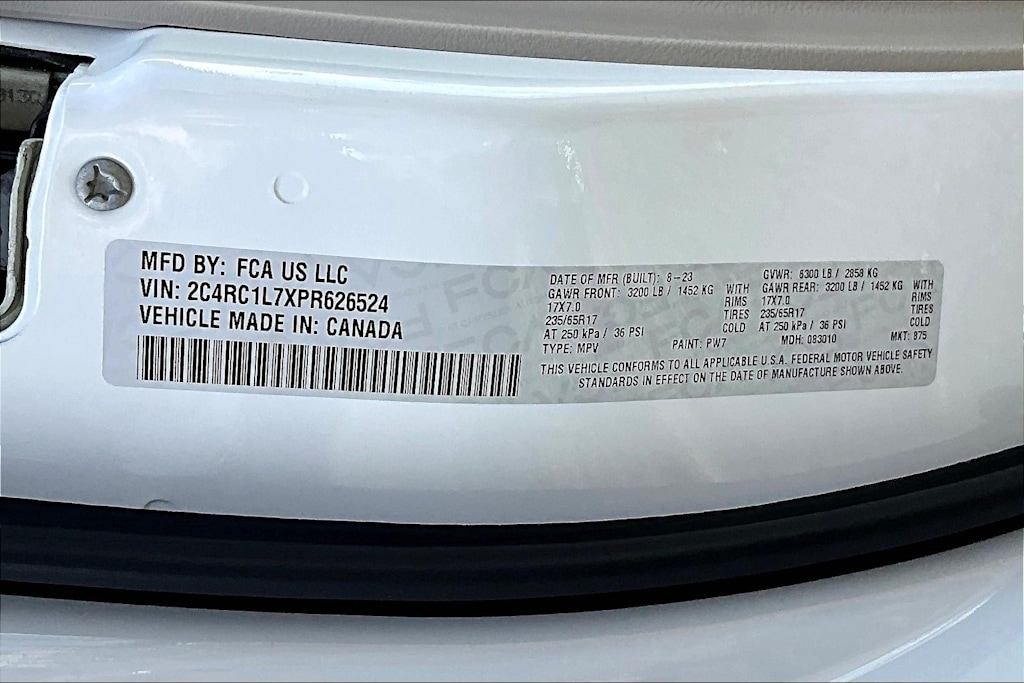 MFD BY: FCA US LLC
VIN: 2C4RC1L7XPR626524
VEHICLE MADE IN: CANADA
DATE OF MFR (BUILT): 8-23 GVWR: 6300 LB / 2858 KG
GAWR FRONT: 3200 LB / 1452 KG WITH GAWR REAR: 3200 LB / 1452 KG WITH
17X7.0 RIMS 17X7.0 RIMS
235/65R17 TIRES 235/65R17 TIRES
AT 250 kPa / 36 PSI COLD AT 250 kPa / 36 PSI COLD
TYPE: MPV PAINT: PW7 MDH: 083010 MKT: 875
THIS VEHICLE CONFORMS TO ALL APPLICABLE U.S.A. FEDERAL MOTOR VEHICLE SAFETY
STANDARDS IN EFFECT ON THE DATE OF MANUFACTURE SHOWN ABOVE.